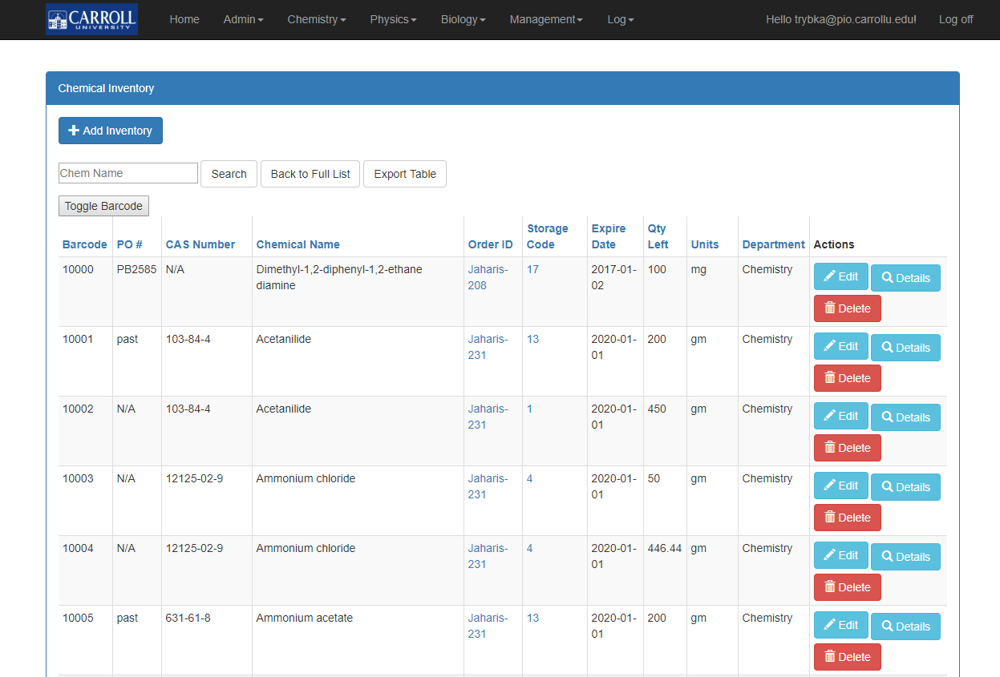 CARROLL
UNIVERSITY
Home Admin Chemistry Physics Biology Management Log Hello trybka@pio.carrollu.edu! Log off
Chemical Inventory
Add Inventory
Chem Name Search Back to Full List Export Table
Toggle Barcode
Barcode PO # CAS Number Chemical Name Order ID Storage Code Expire Date Qty Left Units Department Actions
10000 PB2585 N/A Dimethyl-1,2-diphenyl-1,2-ethane diamine Jaharis-208 17 2017-01-02 100 mg Chemistry Edit Details Delete
10001 past 103-84-4 Acetanilide Jaharis-231 13 2020-01-01 200 gm Chemistry Edit Details Delete
10002 N/A 103-84-4 Acetanilide Jaharis-231 1 2020-01-01 450 gm Chemistry Edit Details Delete
10003 N/A 12125-02-9 Ammonium chloride Jaharis-231 4 2020-01-01 50 gm Chemistry Edit Details Delete
10004 N/A 12125-02-9 Ammonium chloride Jaharis-231 4 2020-01-01 446.44 gm Chemistry Edit Details Delete
10005 past 631-61-8 Ammonium acetate Jaharis-231 13 2020-01-01 200 gm Chemistry Edit Details Delete